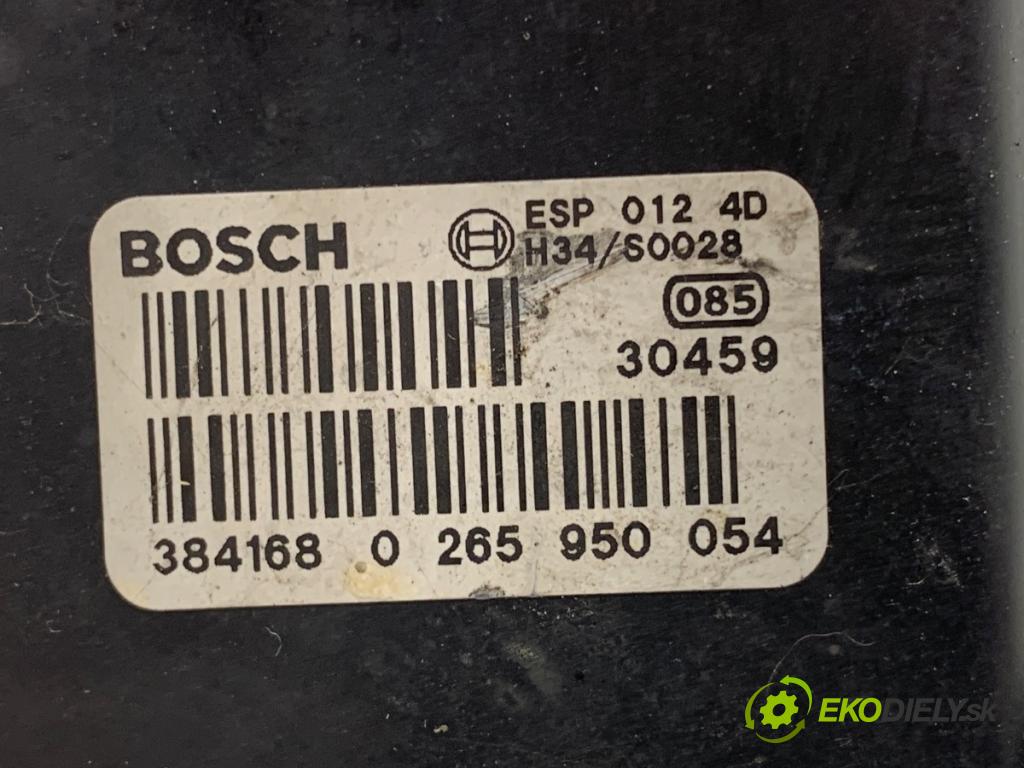 BOSCH
ESP 012 4D
H34/S0028
085
30459
384168 0 265 950 054
EKODIELY.sk